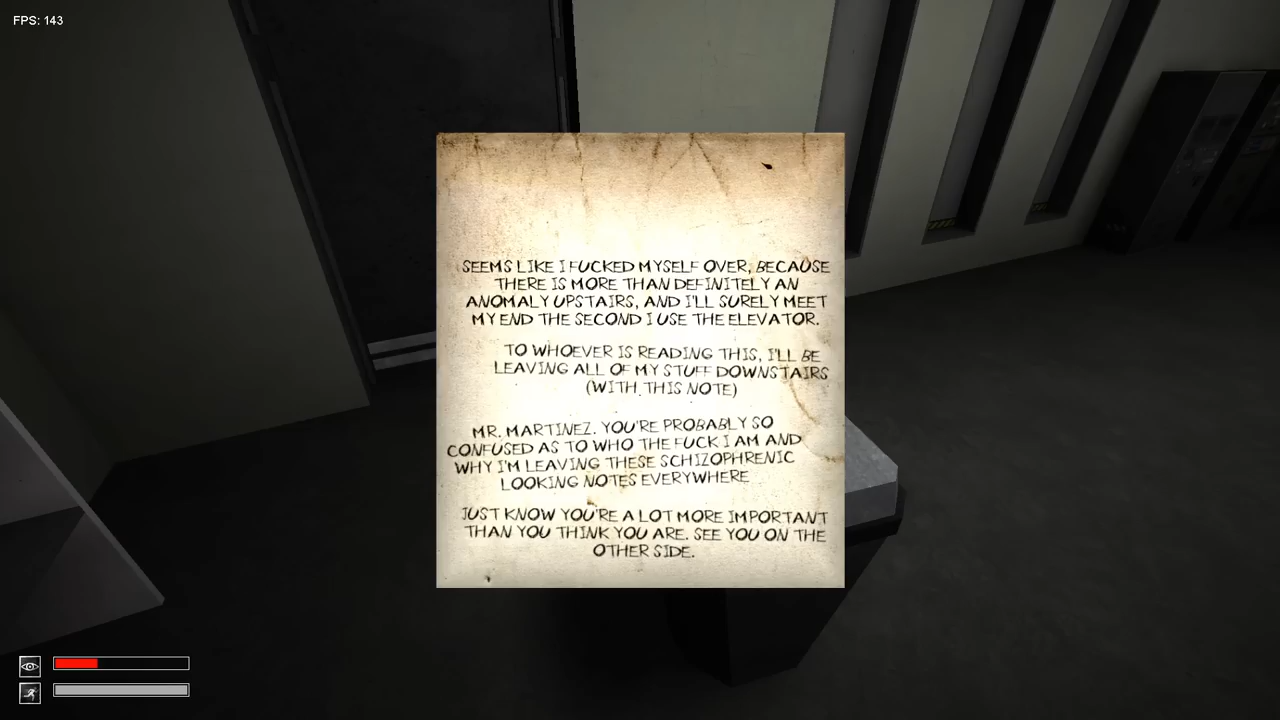 FPS: 143
SEEMS LIKE I FUCKED MYSELF OVER, BECAUSE
THERE IS MORE THAN DEFINITELY AN
ANOMALY UPSTAIRS, AND I'LL SURELY MEET
MY END THE SECOND I USE THE ELEVATOR.
TO WHOEVER IS READING THIS, I'LL BE
LEAVING ALL OF MY STUFF DOWNSTAIRS
(WITH THIS NOTE)
MR. MARTINEZ. YOU'RE PROBABLY SO
CONFUSED AS TO WHO THE FUCK I AM AND
WHY I'M LEAVING THESE SCHIZOPHRENIC
LOOKING NOTES EVERYWHERE
JUST KNOW YOU'RE A LOT MORE IMPORTANT
THAN YOU THINK YOU ARE. SEE YOU ON THE
OTHER SIDE.